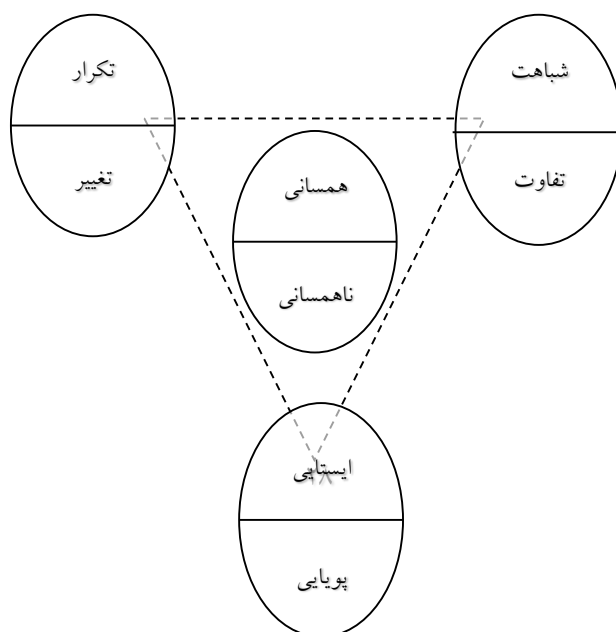 شباهت
تکرار
تفاوت
تغییر
همسانی
ناهمسانی
ایستایی
پویایی